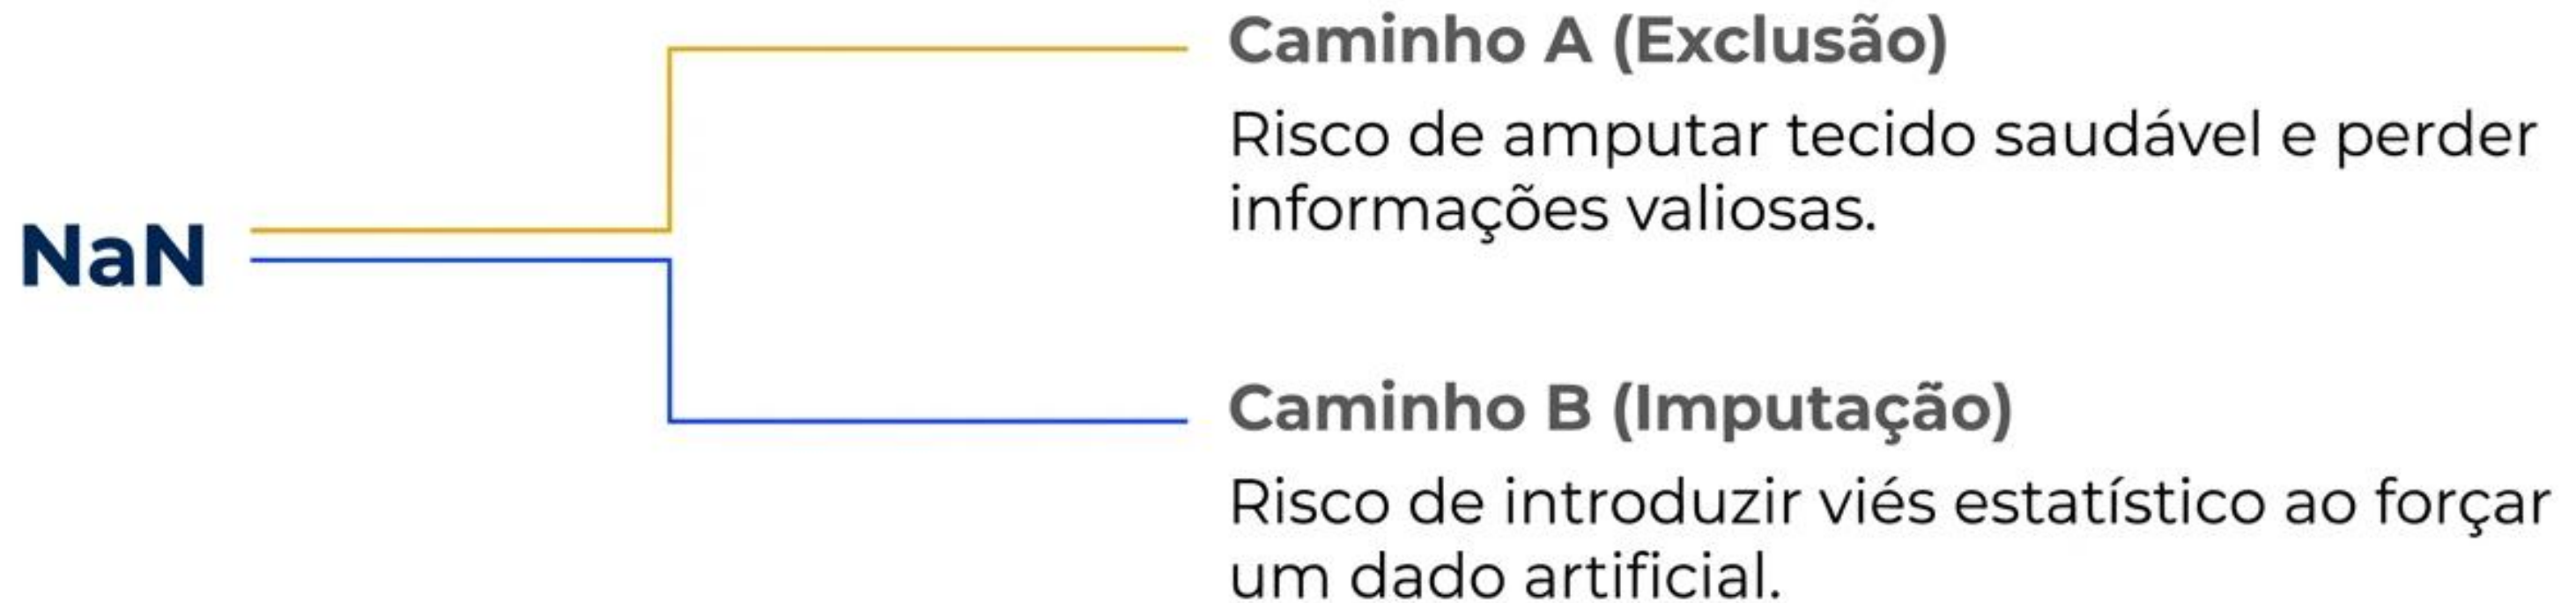 NaN
Caminho A (Exclusão)
Risco de amputar tecido saudável e perder
informações valiosas.
Caminho B (Imputação)
Risco de introduzir viés estatístico ao forçar
um dado artificial.